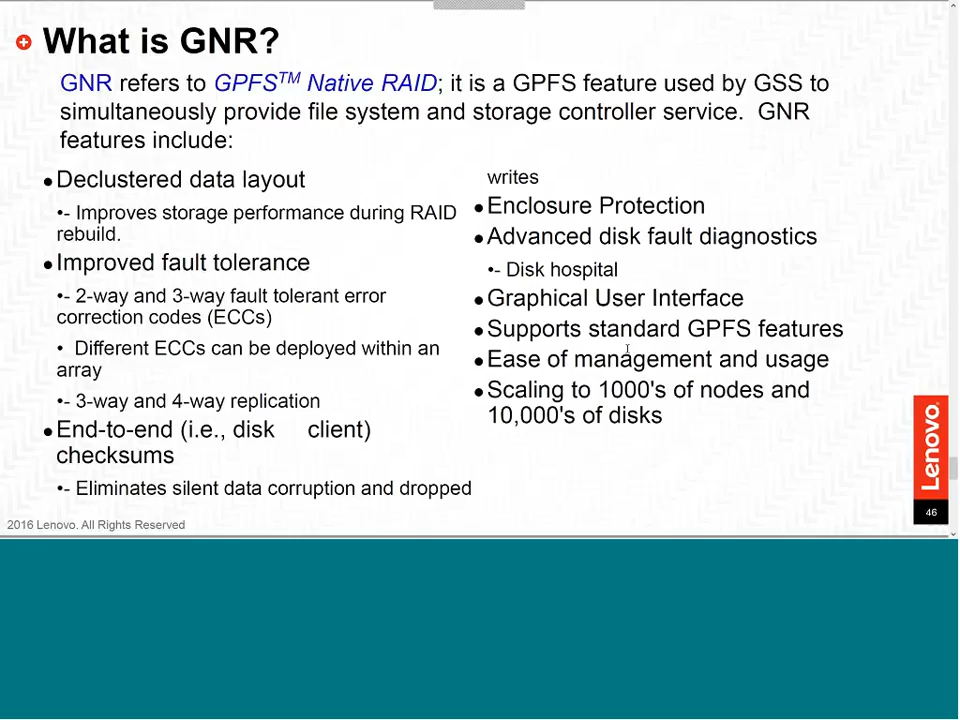 What is GNR?
GNR refers to GPFS™ Native RAID; it is a GPFS feature used by GSS to
simultaneously provide file system and storage controller service. GNR
features include:
●Declustered data layout
•- Improves storage performance during RAID
rebuild.
●Improved fault tolerance
•- 2-way and 3-way fault tolerant error
correction codes (ECCs)
• Different ECCs can be deployed within an
array
•- 3-way and 4-way replication
●End-to-end (i.e., disk client)
checksums
•- Eliminates silent data corruption and dropped
writes
●Enclosure Protection
●Advanced disk fault diagnostics
•- Disk hospital
●Graphical User Interface
●Supports standard GPFS features
●Ease of management and usage
●Scaling to 1000's of nodes and
10,000's of disks
Lenovo
46
2016 Lenovo. All Rights Reserved